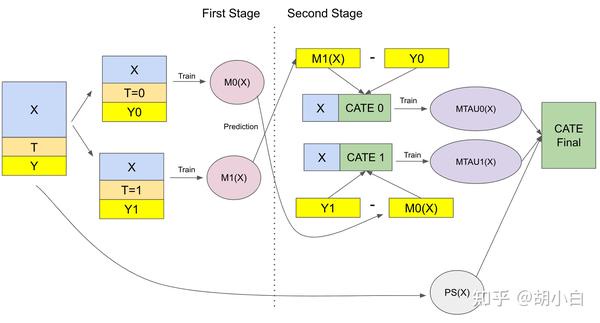 First Stage
Second Stage
X
T
Y
X
T=0
Y0
Train
M0(X)
X
T=1
Y1
Train
M1(X)
Prediction
M1(X) - Y0
X CATE 0
Train
MTAU0(X)
X CATE 1
Train
MTAU1(X)
Y1 - M0(X)
CATE
Final
PS(X)
知乎 @胡小白